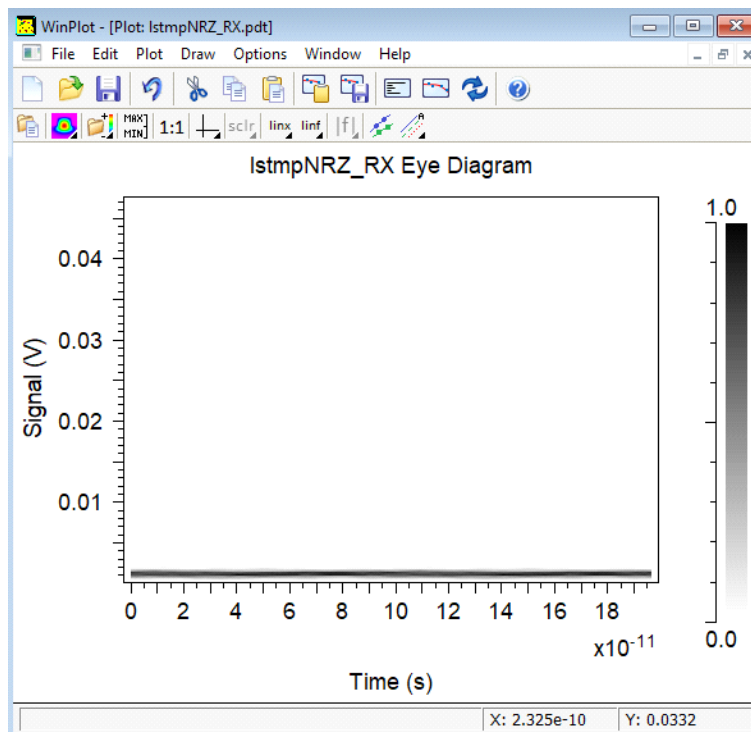 WinPlot - [Plot: lstmpNRZ_RX.pdt]
File Edit Plot Draw Options Window Help
MAX
MIN
1:1
sclr
linx
linf
|f|
A
lstmpNRZ_RX Eye Diagram
1.0
0.04
0.03
0.02
0.01
Signal (V)
0 2 4 6 8 10 12 14 16 18
0.0
x10-11
Time (s)
X: 2.325e-10 Y: 0.0332